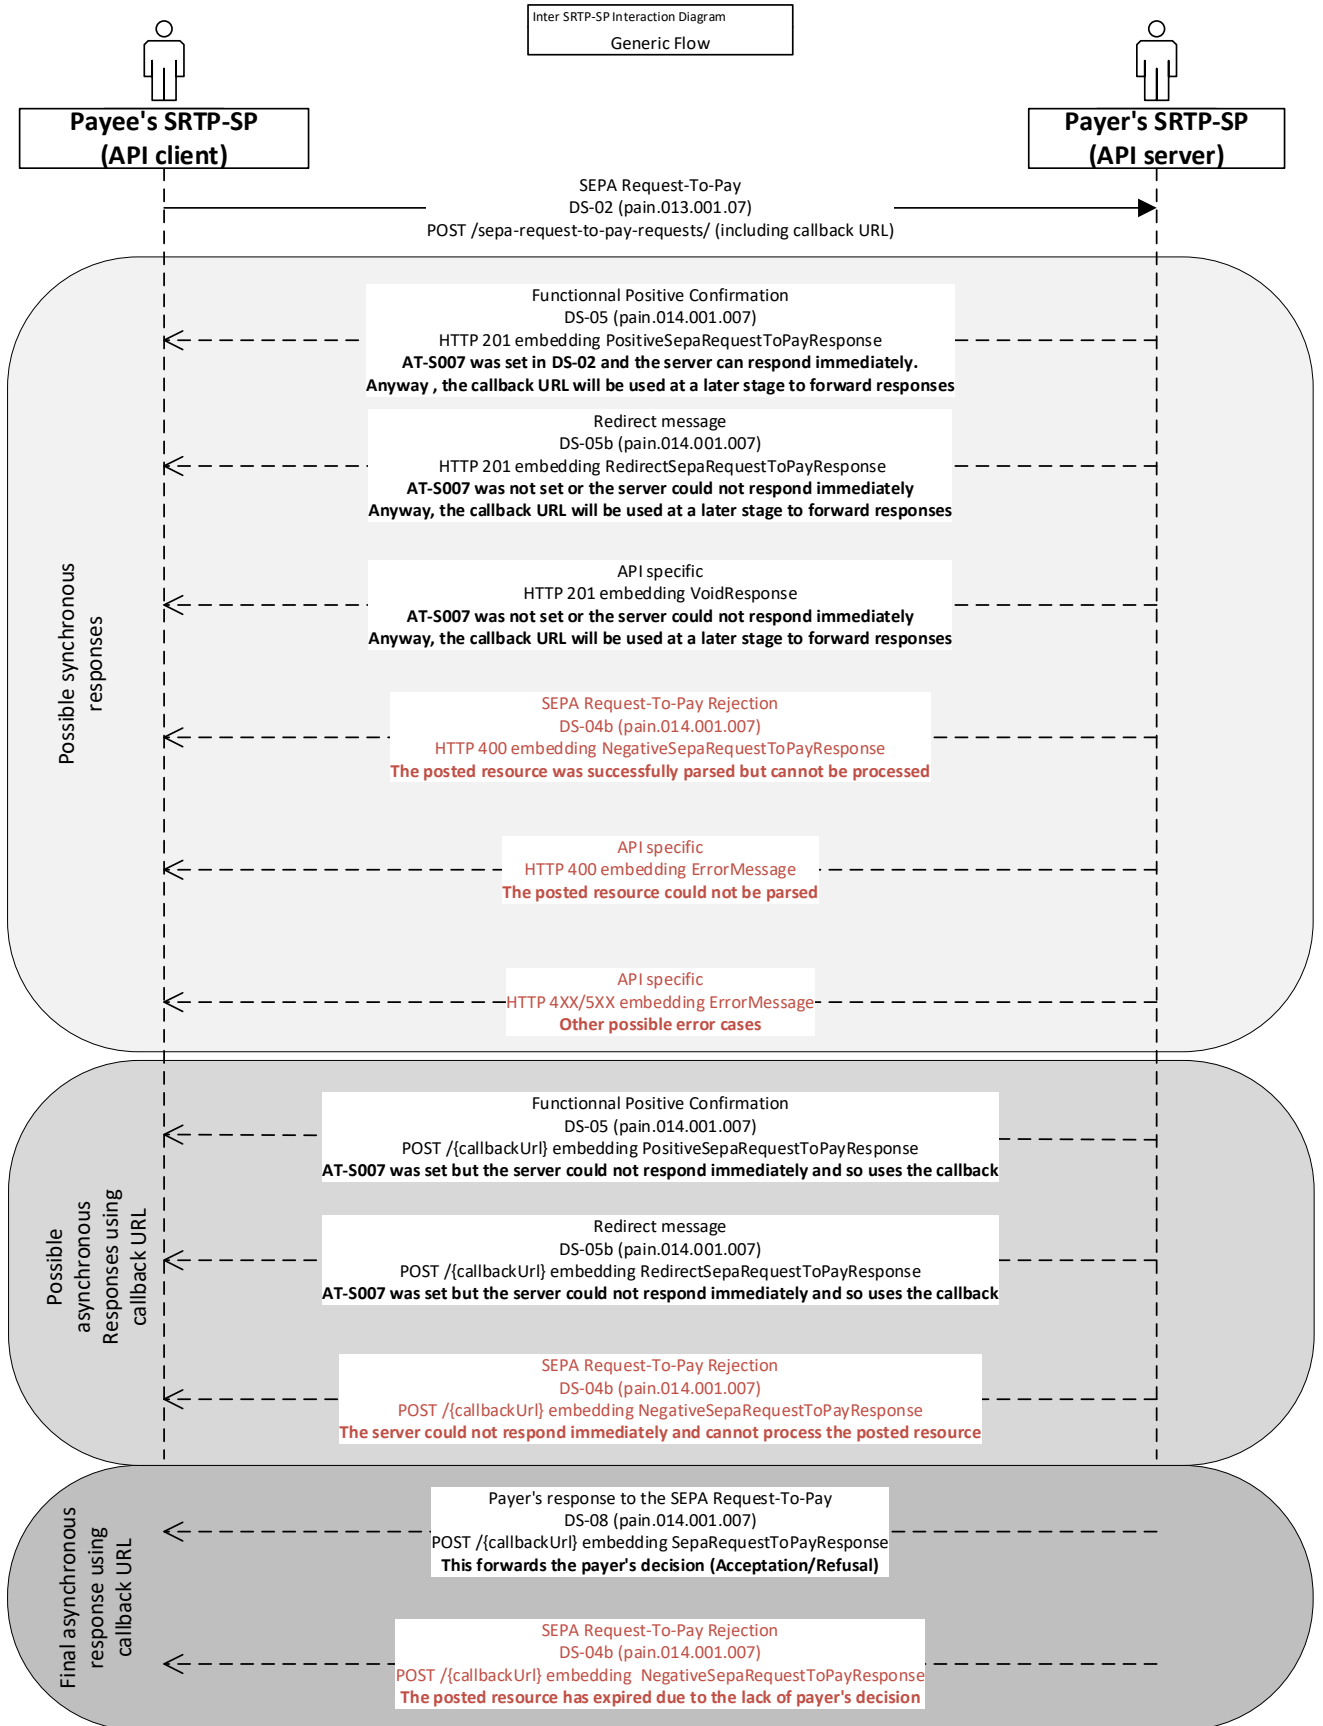 Inter SRTP-SP Interaction Diagram
Generic Flow
Payee's SRTP-SP
(API client)
Payer's SRTP-SP
(API server)
SEPA Request-To-Pay
DS-02 (pain.013.001.07)
POST /sepa-request-to-pay-requests/ (including callback URL)
Possible synchronous
responses
Functionnal Positive Confirmation
DS-05 (pain.014.001.007)
HTTP 201 embedding PositiveSepaRequestToPayResponse
AT-S007 was set in DS-02 and the server can respond immediately.
Anyway , the callback URL will be used at a later stage to forward responses
Redirect message
DS-05b (pain.014.001.007)
HTTP 201 embedding RedirectSepaRequestToPayResponse
AT-S007 was not set or the server could not respond immediately
Anyway, the callback URL will be used at a later stage to forward responses
API specific
HTTP 201 embedding VoidResponse
AT-S007 was not set or the server could not respond immediately
Anyway, the callback URL will be used at a later stage to forward responses
SEPA Request-To-Pay Rejection
DS-04b (pain.014.001.007)
HTTP 400 embedding NegativeSepaRequestToPayResponse
The posted resource was successfully parsed but cannot be processed
API specific
HTTP 400 embedding ErrorMessage
The posted resource could not be parsed
API specific
HTTP 4XX/5XX embedding ErrorMessage
Other possible error cases
Possible
asynchronous
Responses using
callback URL
Functionnal Positive Confirmation
DS-05 (pain.014.001.007)
POST /{callbackUrl} embedding PositiveSepaRequestToPayResponse
AT-S007 was set but the server could not respond immediately and so uses the callback
Redirect message
DS-05b (pain.014.001.007)
POST /{callbackUrl} embedding RedirectSepaRequestToPayResponse
AT-S007 was set but the server could not respond immediately and so uses the callback
SEPA Request-To-Pay Rejection
DS-04b (pain.014.001.007)
POST /{callbackUrl} embedding NegativeSepaRequestToPayResponse
The server could not respond immediately and cannot process the posted resource
Final asynchronous
response using
callback URL
Payer's response to the SEPA Request-To-Pay
DS-08 (pain.014.001.007)
POST /{callbackUrl} embedding SepaRequestToPayResponse
This forwards the payer's decision (Acceptation/Refusal)
SEPA Request-To-Pay Rejection
DS-04b (pain.014.001.007)
POST /{callbackUrl} embedding  NegativeSepaRequestToPayResponse
The posted resource has expired due to the lack of payer's decision